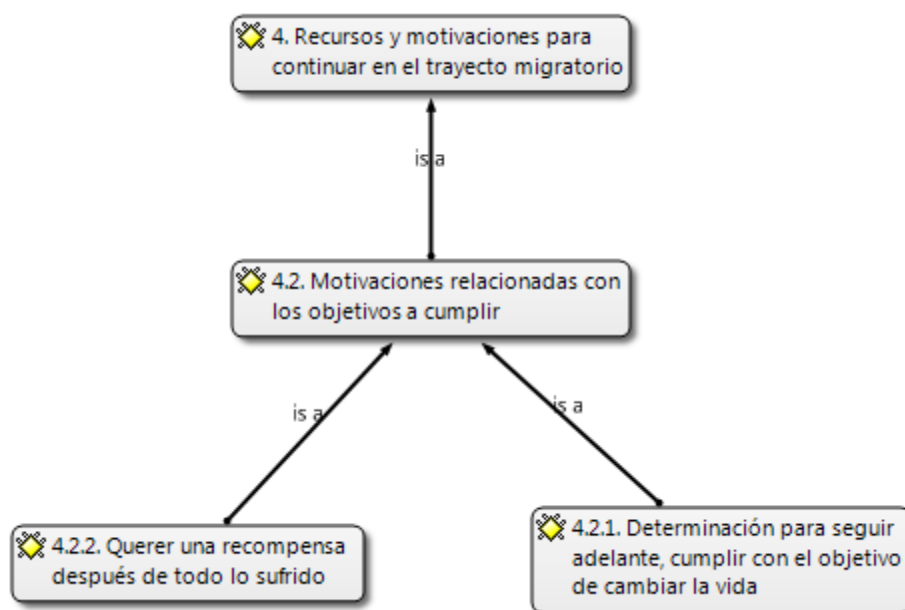 4. Recursos y motivaciones para
continuar en el trayecto migratorio
is a
4.2. Motivaciones relacionadas con
los objetivos a cumplir
is a
is a
4.2.2. Querer una recompensa
después de todo lo sufrido
4.2.1. Determinación para seguir
adelante, cumplir con el objetivo
de cambiar la vida